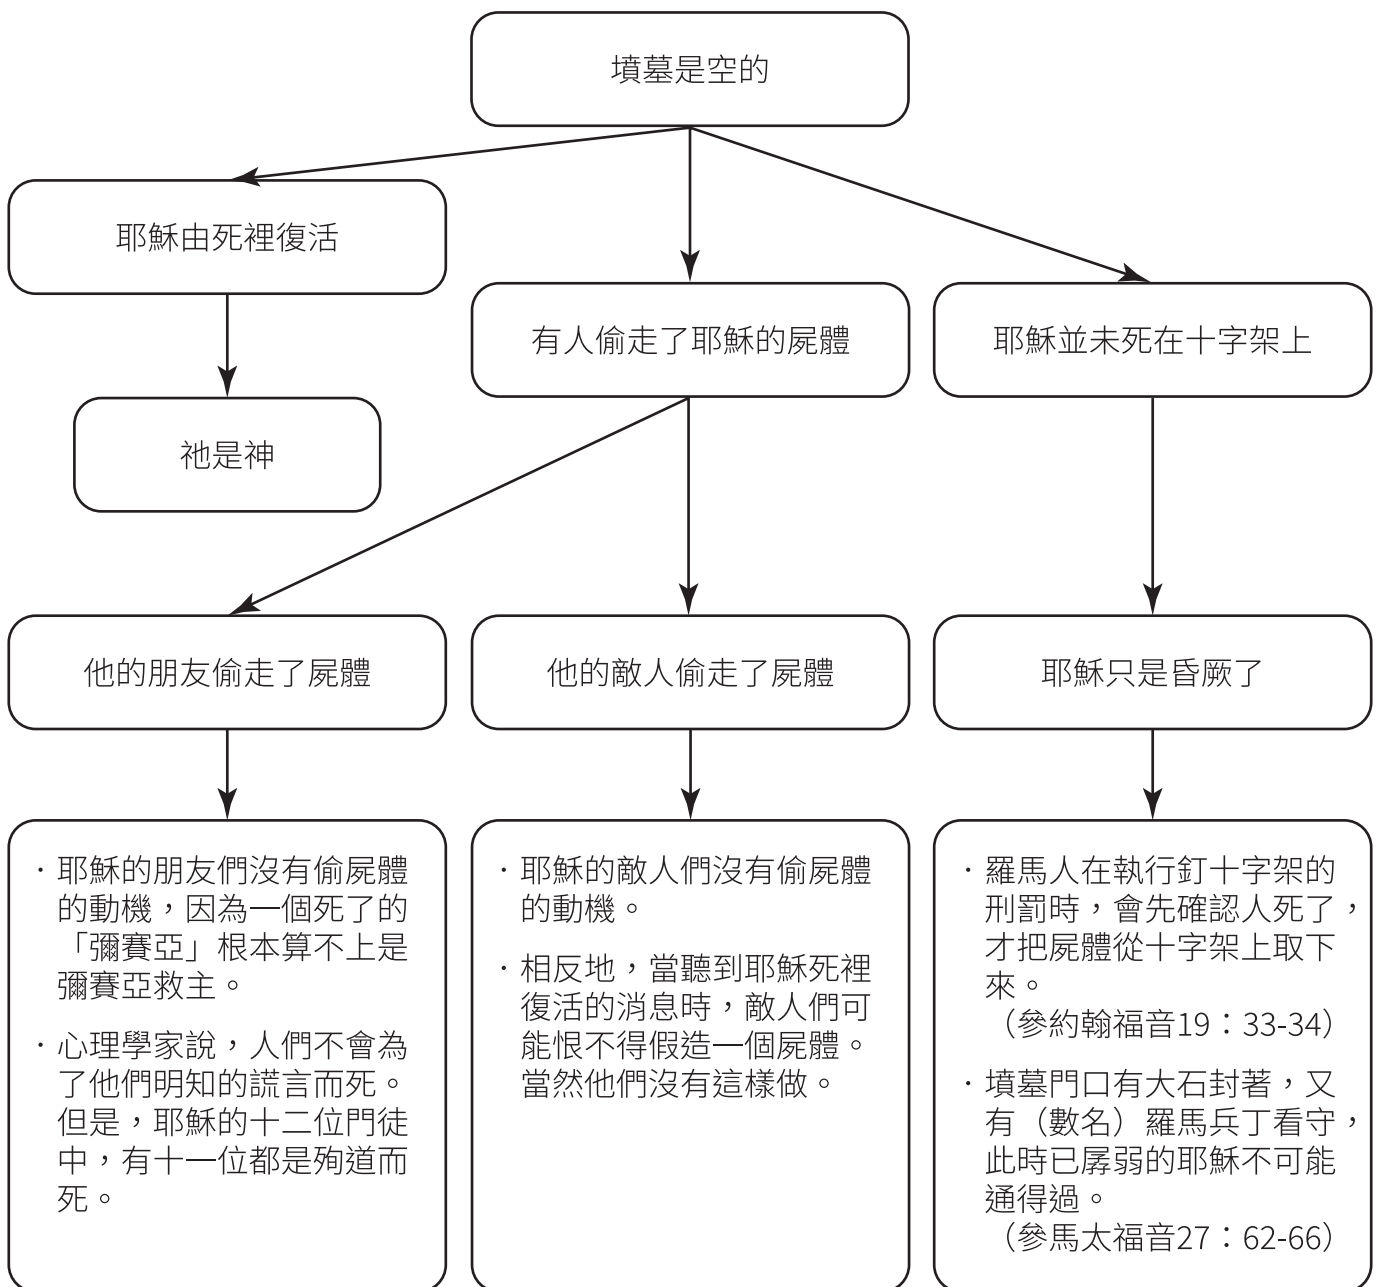 墳墓是空的
耶穌由死裡復活
有人偷走了耶穌的屍體
耶穌並未死在十字架上
祂是神
他的朋友偷走了屍體
他的敵人偷走了屍體
耶穌只是昏厥了
·耶穌的朋友們沒有偷屍體
的動機，因為一個死了的
「彌賽亞」根本算不上是
彌賽亞救主。
·心理學家說，人們不會為
了他們明知的謊言而死。
但是，耶穌的十二位門徒
中，有十一位都是殉道而
死。
·耶穌的敵人們沒有偷屍體
的動機。
·相反地，當聽到耶穌死裡
復活的消息時，敵人們可
能恨不得假造一個屍體。
當然他們沒有這樣做。
·羅馬人在執行釘十字架的
刑罰時，會先確認人死了，
才把屍體從十字架上取下
來。
（參約翰福音19：33-34）
·墳墓門口有大石封著，又
有（數名）羅馬兵丁看守，
此時已孱弱的耶穌不可能
通得過。
（參馬太福音27：62-66）